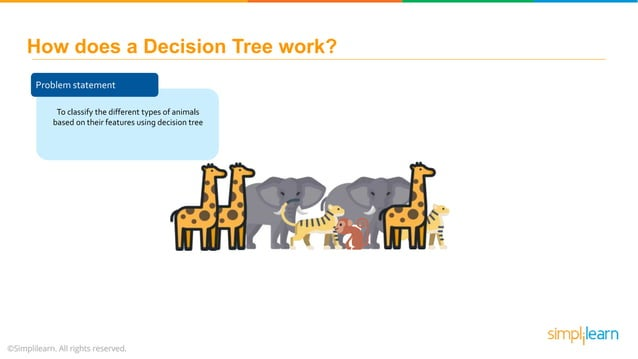 How does a Decision Tree work?
Problem statement
To classify the different types of animals
based on their features using decision tree
©Simplilearn. All rights reserved.
simplilearn